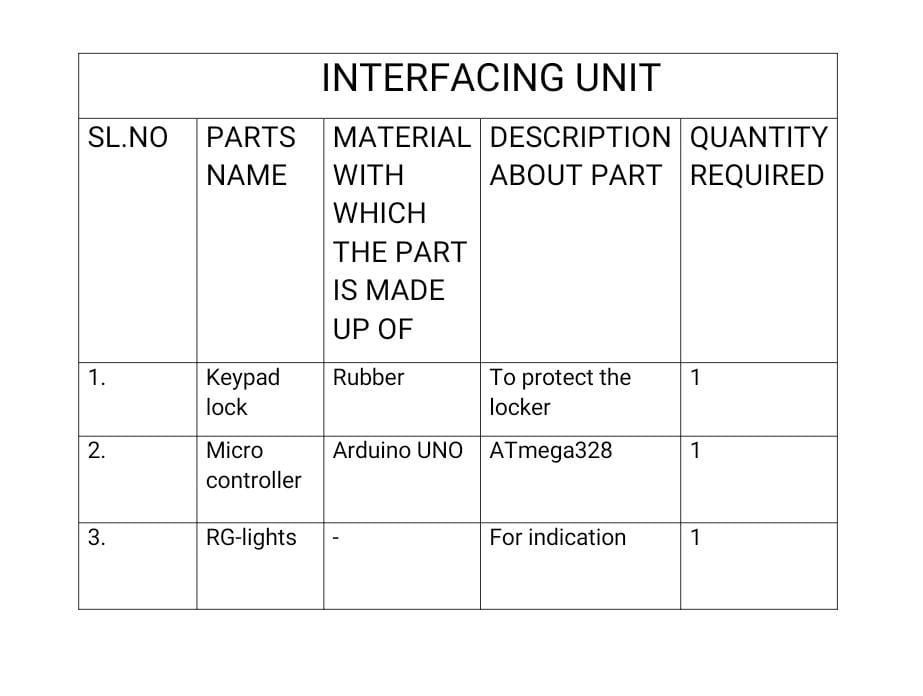 INTERFACING UNIT
SL.NO
PARTS
NAME
MATERIAL
WITH
WHICH
THE PART
IS MADE
UP OF
DESCRIPTION
ABOUT PART
QUANTITY
REQUIRED
1.
Keypad
lock
Rubber
To protect the
locker
1
2.
Micro
controller
Arduino UNO
ATmega328
1
3.
RG-lights
-
For indication
1